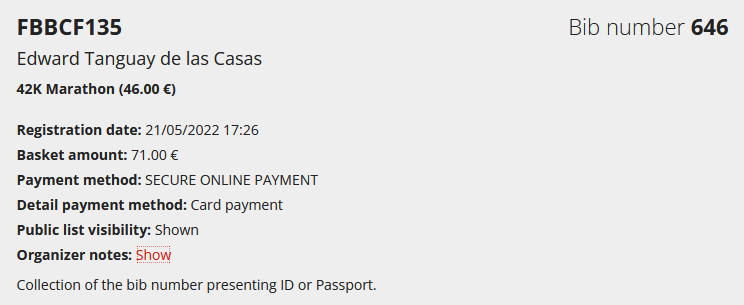 FBBCF135
Bib number 646
Edward Tanguay de las Casas
42K Marathon (46.00 €)
Registration date: 21/05/2022 17:26
Basket amount: 71.00 €
Payment method: SECURE ONLINE PAYMENT
Detail payment method: Card payment
Public list visibility: Shown
Organizer notes: Show
Collection of the bib number presenting ID or Passport.